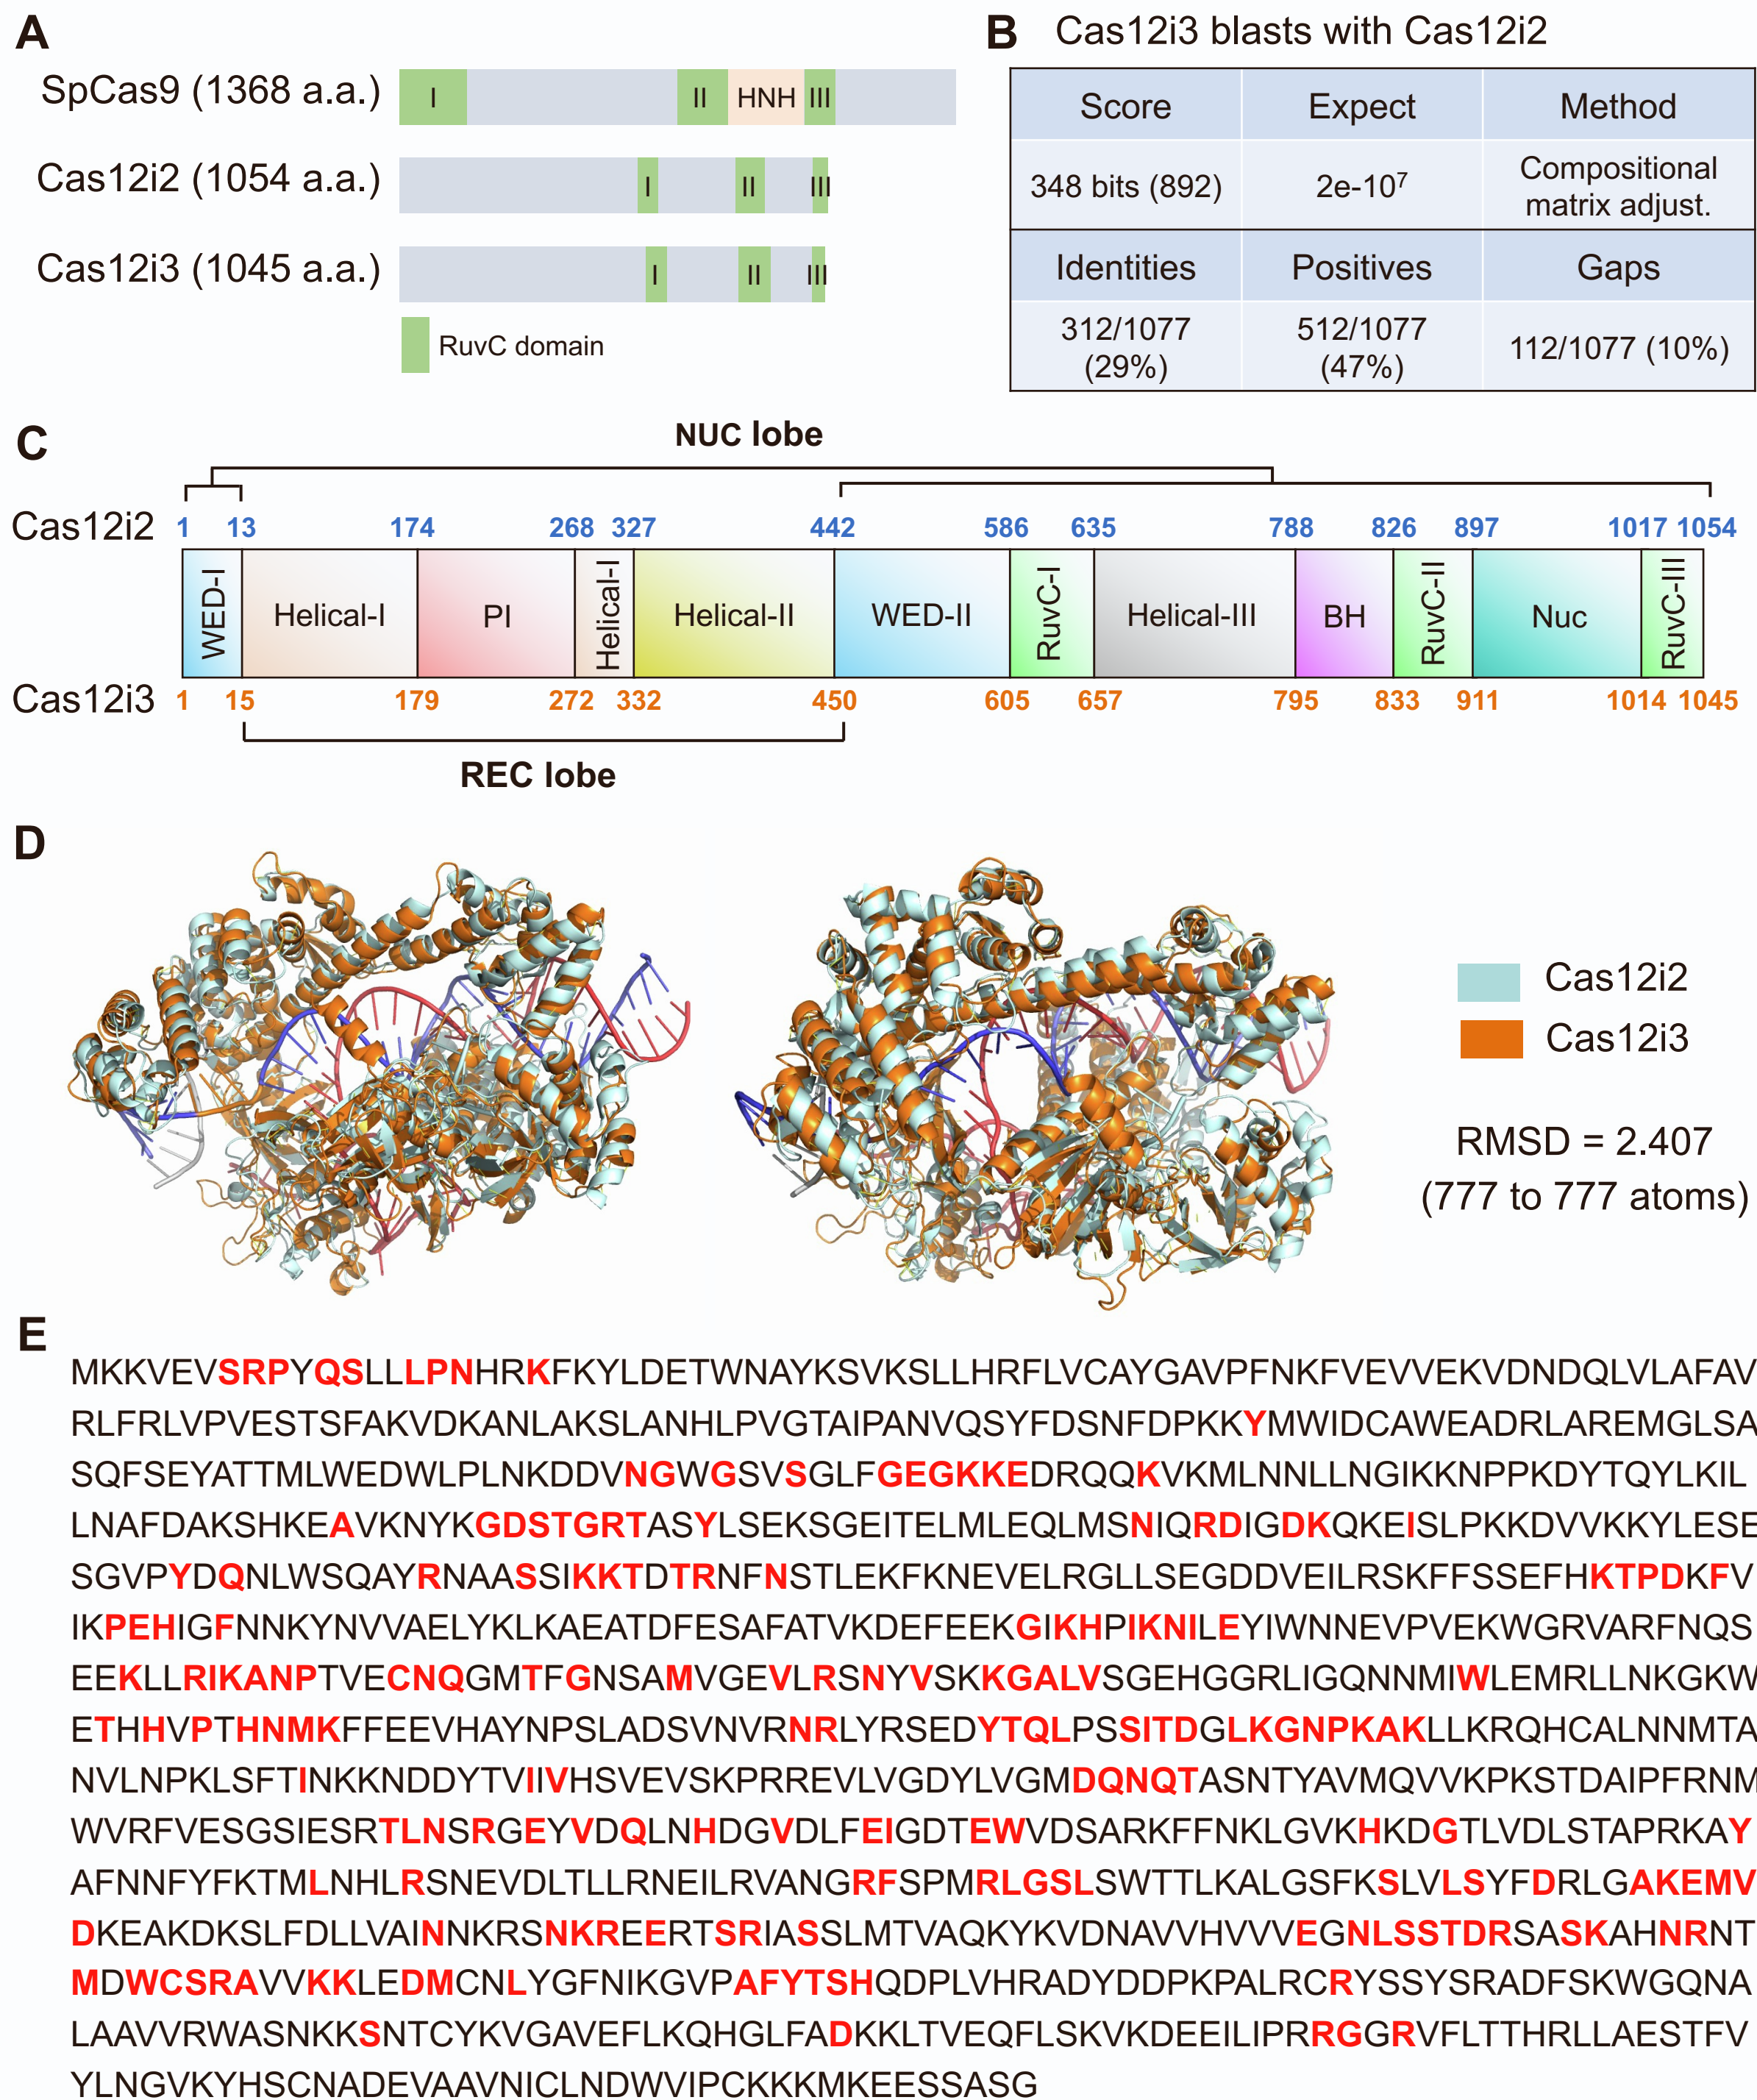 A
SpCas9 (1368 a.a.)
I
II
HNH
III
Cas12i2 (1054 a.a.)
I
II
III
Cas12i3 (1045 a.a.)
I
II
III
RuvC domain
B
Cas12i3 blasts with Cas12i2
Score Expect Method
348 bits (892) 2e-10⁷ Compositional
matrix adjust.
Identities Positives Gaps
312/1077
(29%)
512/1077
(47%)
112/1077 (10%)
C
NUC lobe
Cas12i2 1 13 174 268 327 442 586 635 788 826 897 1017 1054
WED-I Helical-I PI Helical-I Helical-II WED-II RuvC-I Helical-III BH RuvC-II Nuc RuvC-III
Cas12i3 1 15 179 272 332 450 605 657 795 833 911 1014 1045
REC lobe
D
Cas12i2
Cas12i3
RMSD = 2.407
(777 to 777 atoms)
E
MKKVEVSRPYQSLLLPNHRKFKYLDETWNAYKSVKSLLHRFLVCAYGAVPFNKFVEVVEKVDNDQLVLAFAV
RLFRLVPVESTSFAKVDKANLAKSLANHLPVGTAIPANVQSYFDSNFDPKKYMWIDCAWEADRLAREMGLSA
SQFSEYATTMLWEDWLPLNKDDVNGWGSVSGLFGEGKKEDRQQKVKMLNNLLNGIKKNPPKDYTQYLKIL
LNAFDAKSHKEAVKNYKGDSTGRTASYLSEKSGEITELMLEQLMSNIQRDIGDKQKEISLPKKDVVKKYLESE
SGVPYDQNLWSQAYRNAASSIKKTDTRNFNSTLEKFKNEVELRGLLSEGDDVEILRSKFFSSEFHKTPDKFV
IKPEHIGFNNKYNVVAELYKLKAEATDFESAFATVKDEFEEKGIKHPIKNILEYIWNNEVPVEKWGRVARFNQS
EEKLLRIKANPTVECNQGMTFGNSAMVGEVLRSNYVSKKGALVSGEHGGRLIGQNNMIWLEMRLLNKGKW
ETHHVPTHNMKFFEEVHAYNPSLADSVNVRNRLYRSEDYTQLPSSITDGLKGNPKAKLLKRQHCALNNMTA
NVLNPKLSFTINKKNDDYTVIIVHSVEVSKPRREVLVGDYLVGMDQNQTASNTYAVMQVVKPKSTDAIPFRNM
WVRFVESGSIESRTLNSRGEYVDQLNHDGVDLFEIGDTEWVDSARKFFNKLGVKHKDGTLVDLSTAPRKAY
AFNNFYFKTMLNHLRSNEVDLTLLRNEILRVANGRFSPMRLGSLSWTTLKALGSFKSLVLSYFDRLGAKEMV
DKEAKDKSLFDLLVAINNKRSNKREEERTSRIASSLMTVAQKYKVDNAVVHVVVEGNLSSTDRSASKAHNRNT
MDWCSRAVVKKLEDMCNLYGFNIKGVPAFYTSHQDPLVHRADYDDPKPALRCRYSSYSRADFSKWGQNA
LAAVVRWASNKKSNTCYKVGAVEFLKQHGLFADKKLTVEQFLSKVKDEEILIPRRGGRVFLTTHRLLAESTFV
YLNGVKYHSCNADEVAAVNICLNDWVIPCKKKMKEESSASG